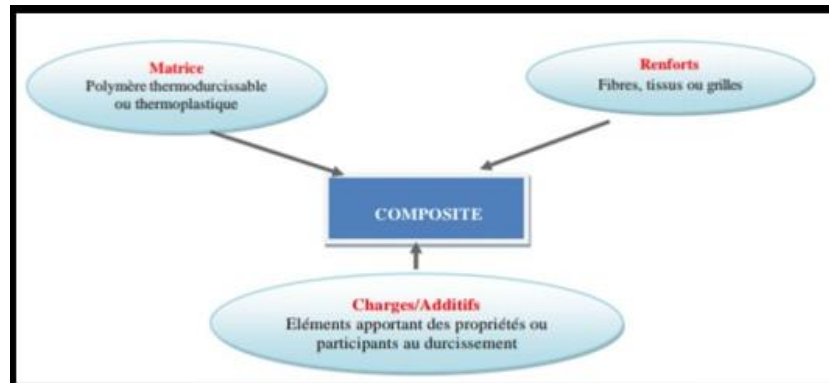 Matrice
Polymère thermodurcissable
ou thermoplastique
Renforts
Fibres, tissus ou grilles
COMPOSITE
Charges/Additifs
Eléments apportant des propriétés ou
participants au durcissement